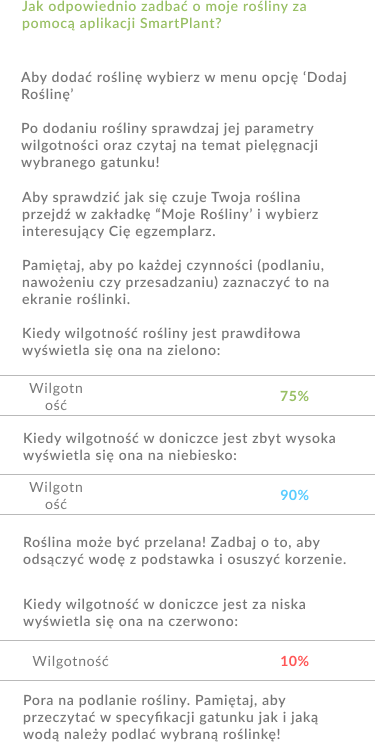 Jak odpowiednio zadbać o moje rośliny za
pomocą aplikacji SmartPlant?
Aby dodać roślinę wybierz w menu opcję ‘Dodaj
Roślinę’
Po dodaniu rośliny sprawdzaj jej parametry
wilgotności oraz czytaj na temat pielęgnacji
wybranego gatunku!
Aby sprawdzić jak się czuje Twoja roślina
przejdź w zakładkę “Moje Rośliny’ i wybierz
interesujący Cię egzemplarz.
Pamiętaj, aby po każdej czynności (podlaniu,
nawożeniu czy przesadzaniu) zaznaczyć to na
ekranie roślinki.
Kiedy wilgotność rośliny jest prawdiłowa
wyświetla się ona na zielono:
Wilgotn
ość
75%
Kiedy wilgotność w doniczce jest zbyt wysoka
wyświetla się ona na niebiesko:
Wilgotn
ość
90%
Roślina może być przelana! Zadbaj o to, aby
odsączyć wodę z podstawka i osuszyć korzenie.
Kiedy wilgotność w doniczce jest za niska
wyświetla się ona na czerwono:
Wilgotność 10%
Pora na podlanie rośliny. Pamiętaj, aby
przeczytać w specyfikacji gatunku jak i jaką
wodą należy podlać wybraną roślinkę!